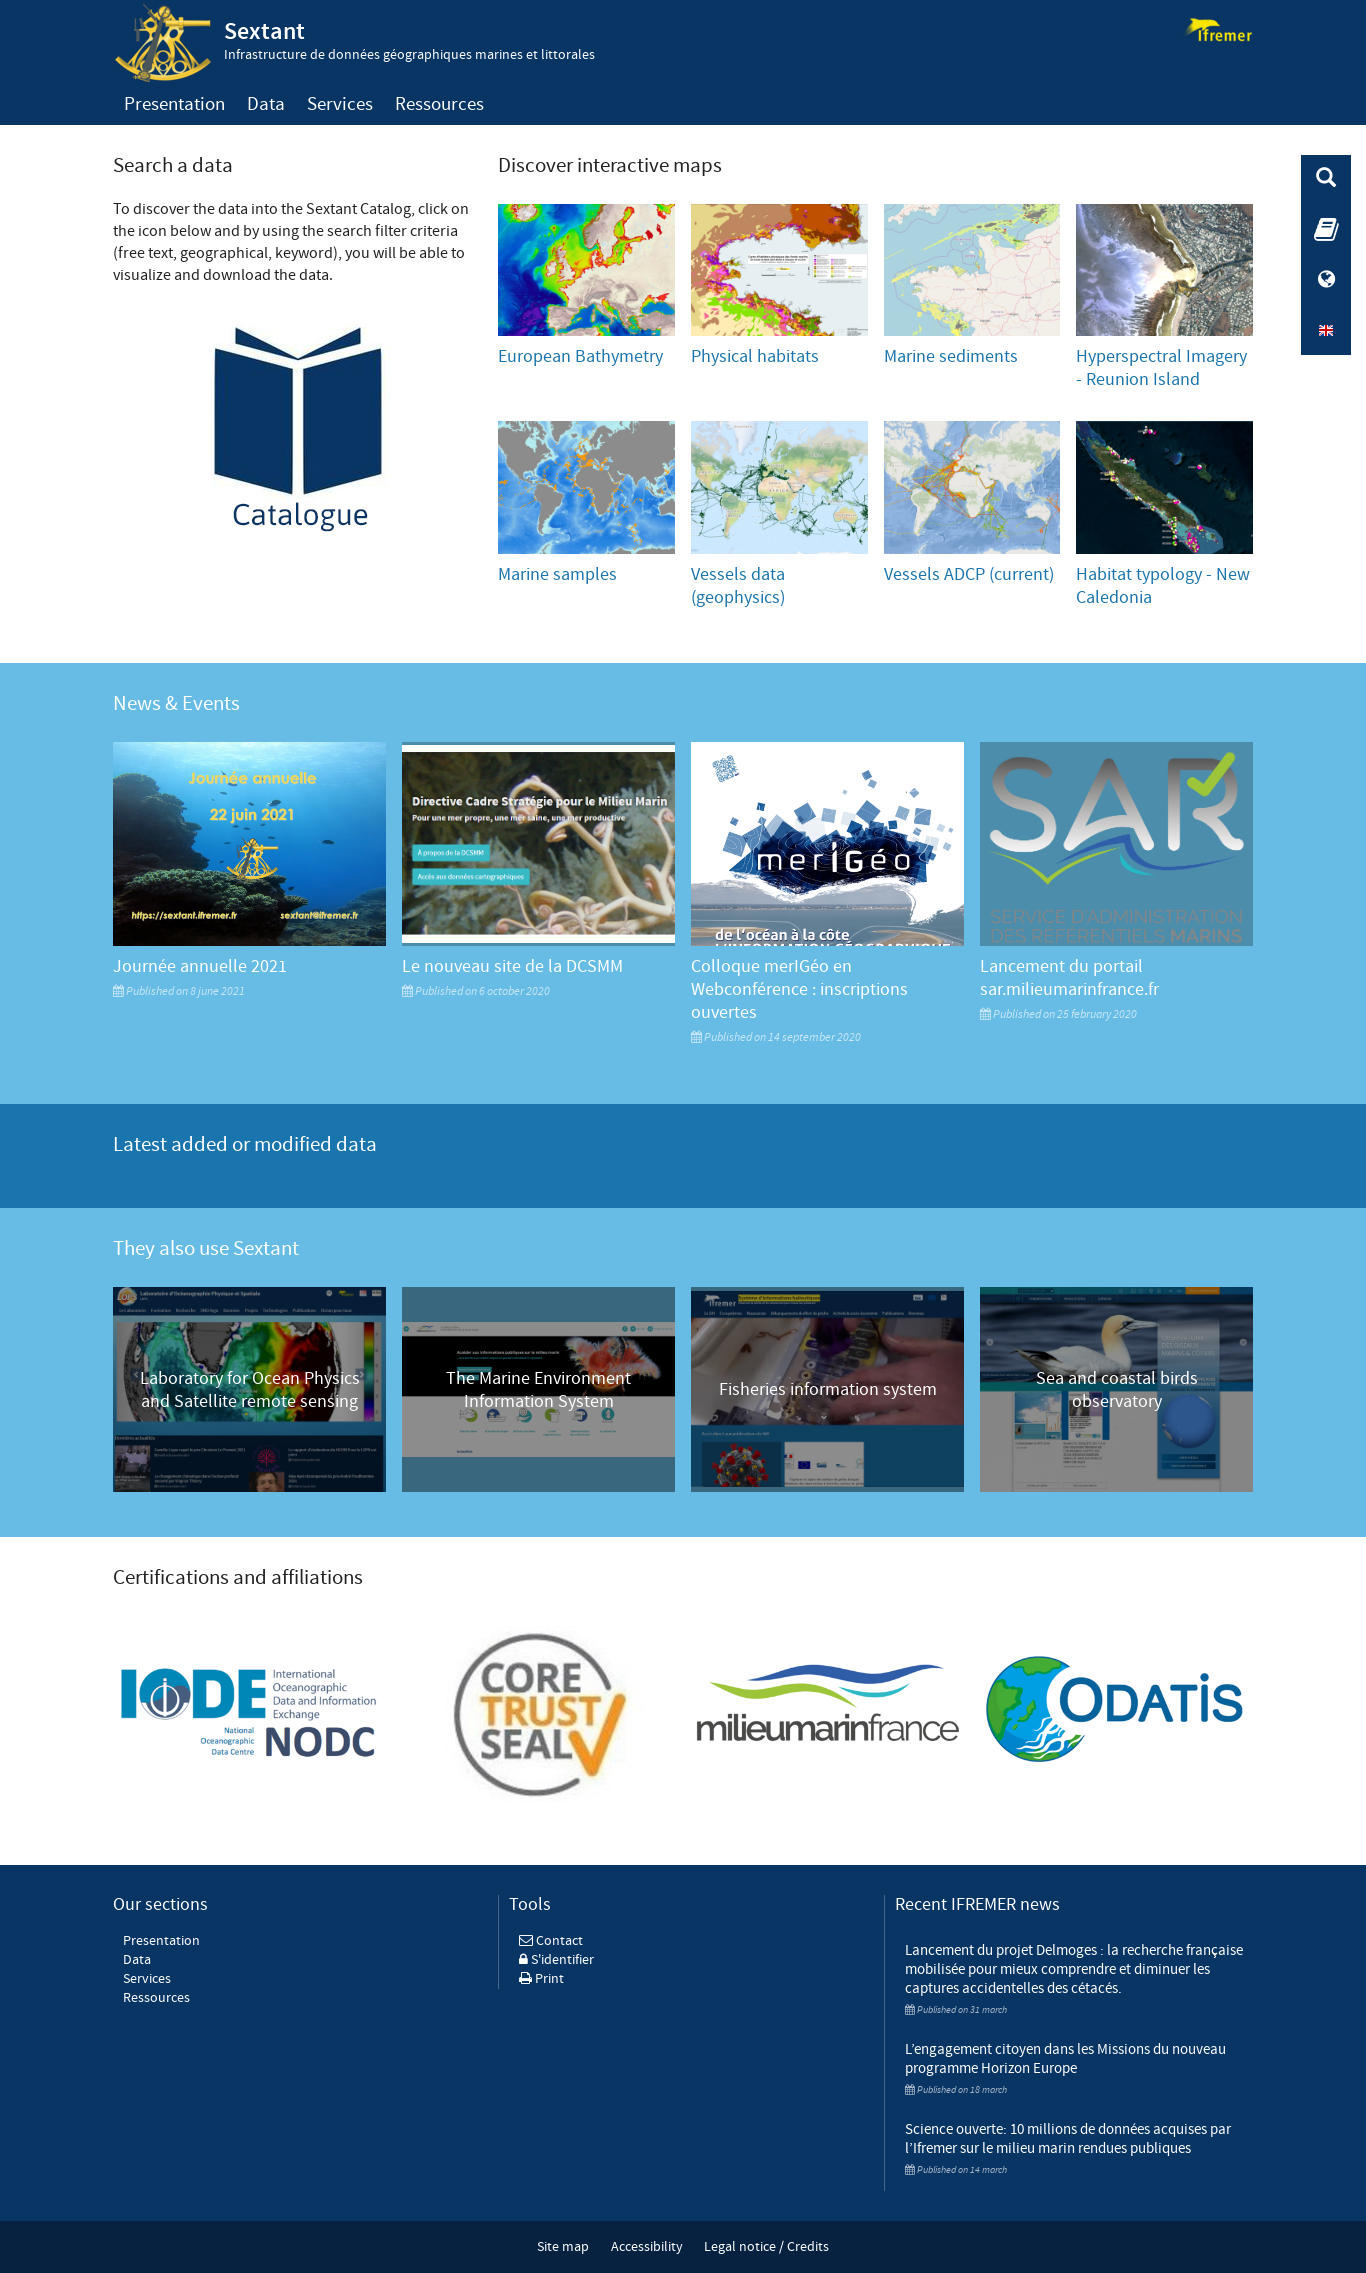 Sextant
Infrastructure de données géographiques marines et littorales
ifremer
Presentation Data Services Ressources
Search a data
To discover the data into the Sextant Catalog, click on
the icon below and by using the search filter criteria
(free text, geographical, keyword), you will be able to
visualize and download the data.
Catalogue
Discover interactive maps
European Bathymetry
Physical habitats
Marine sediments
Hyperspectral Imagery
- Reunion Island
Marine samples
Vessels data
(geophysics)
Vessels ADCP (current)
Habitat typology - New
Caledonia
News & Events
Journée annuelle
22 juin 2021
https://sextant.ifremer.fr
sextant@ifremer.fr
Journée annuelle 2021
Published on 8 june 2021
Directive Cadre Stratégie pour le Milieu Marin
Pour une mer propre, une mer saine, une mer productive
À propos de la DCSMM
Accès aux données cartographiques
Le nouveau site de la DCSMM
Published on 6 october 2020
merIGéo
de l'océan à la côte
L'INFORMATION GÉOGRAPHIQUE
Colloque merIGéo en
Webconférence : inscriptions
ouvertes
Published on 14 september 2020
SAR
SERVICE D'ADMINISTRATION
DES RÉFÉRENTIELS MARINS
Lancement du portail
sar.milieumarinfrance.fr
Published on 25 february 2020
Latest added or modified data
They also use Sextant
Laboratoire d'Océanographie Physique et Spatiale
Laboratory for Ocean Physics
and Satellite remote sensing
The Marine Environment
Information System
ifremer
Système d'informations halieutiques
Fisheries information system
Sea and coastal birds
observatory
Certifications and affiliations
IODE
International
Oceanographic
Data and Information
Exchange
National
Oceanographic
Data Centre
NODC
CORE
TRUST
SEAL
milieumarinfrance
ODATIS
Our sections
Presentation
Data
Services
Ressources
Tools
Contact
S'identifier
Print
Recent IFREMER news
Lancement du projet Delmoges : la recherche française
mobilisée pour mieux comprendre et diminuer les
captures accidentelles des cétacés.
Published on 31 march
L’engagement citoyen dans les Missions du nouveau
programme Horizon Europe
Published on 18 march
Science ouverte: 10 millions de données acquises par
l’Ifremer sur le milieu marin rendues publiques
Published on 14 march
Site map Accessibility Legal notice / Credits